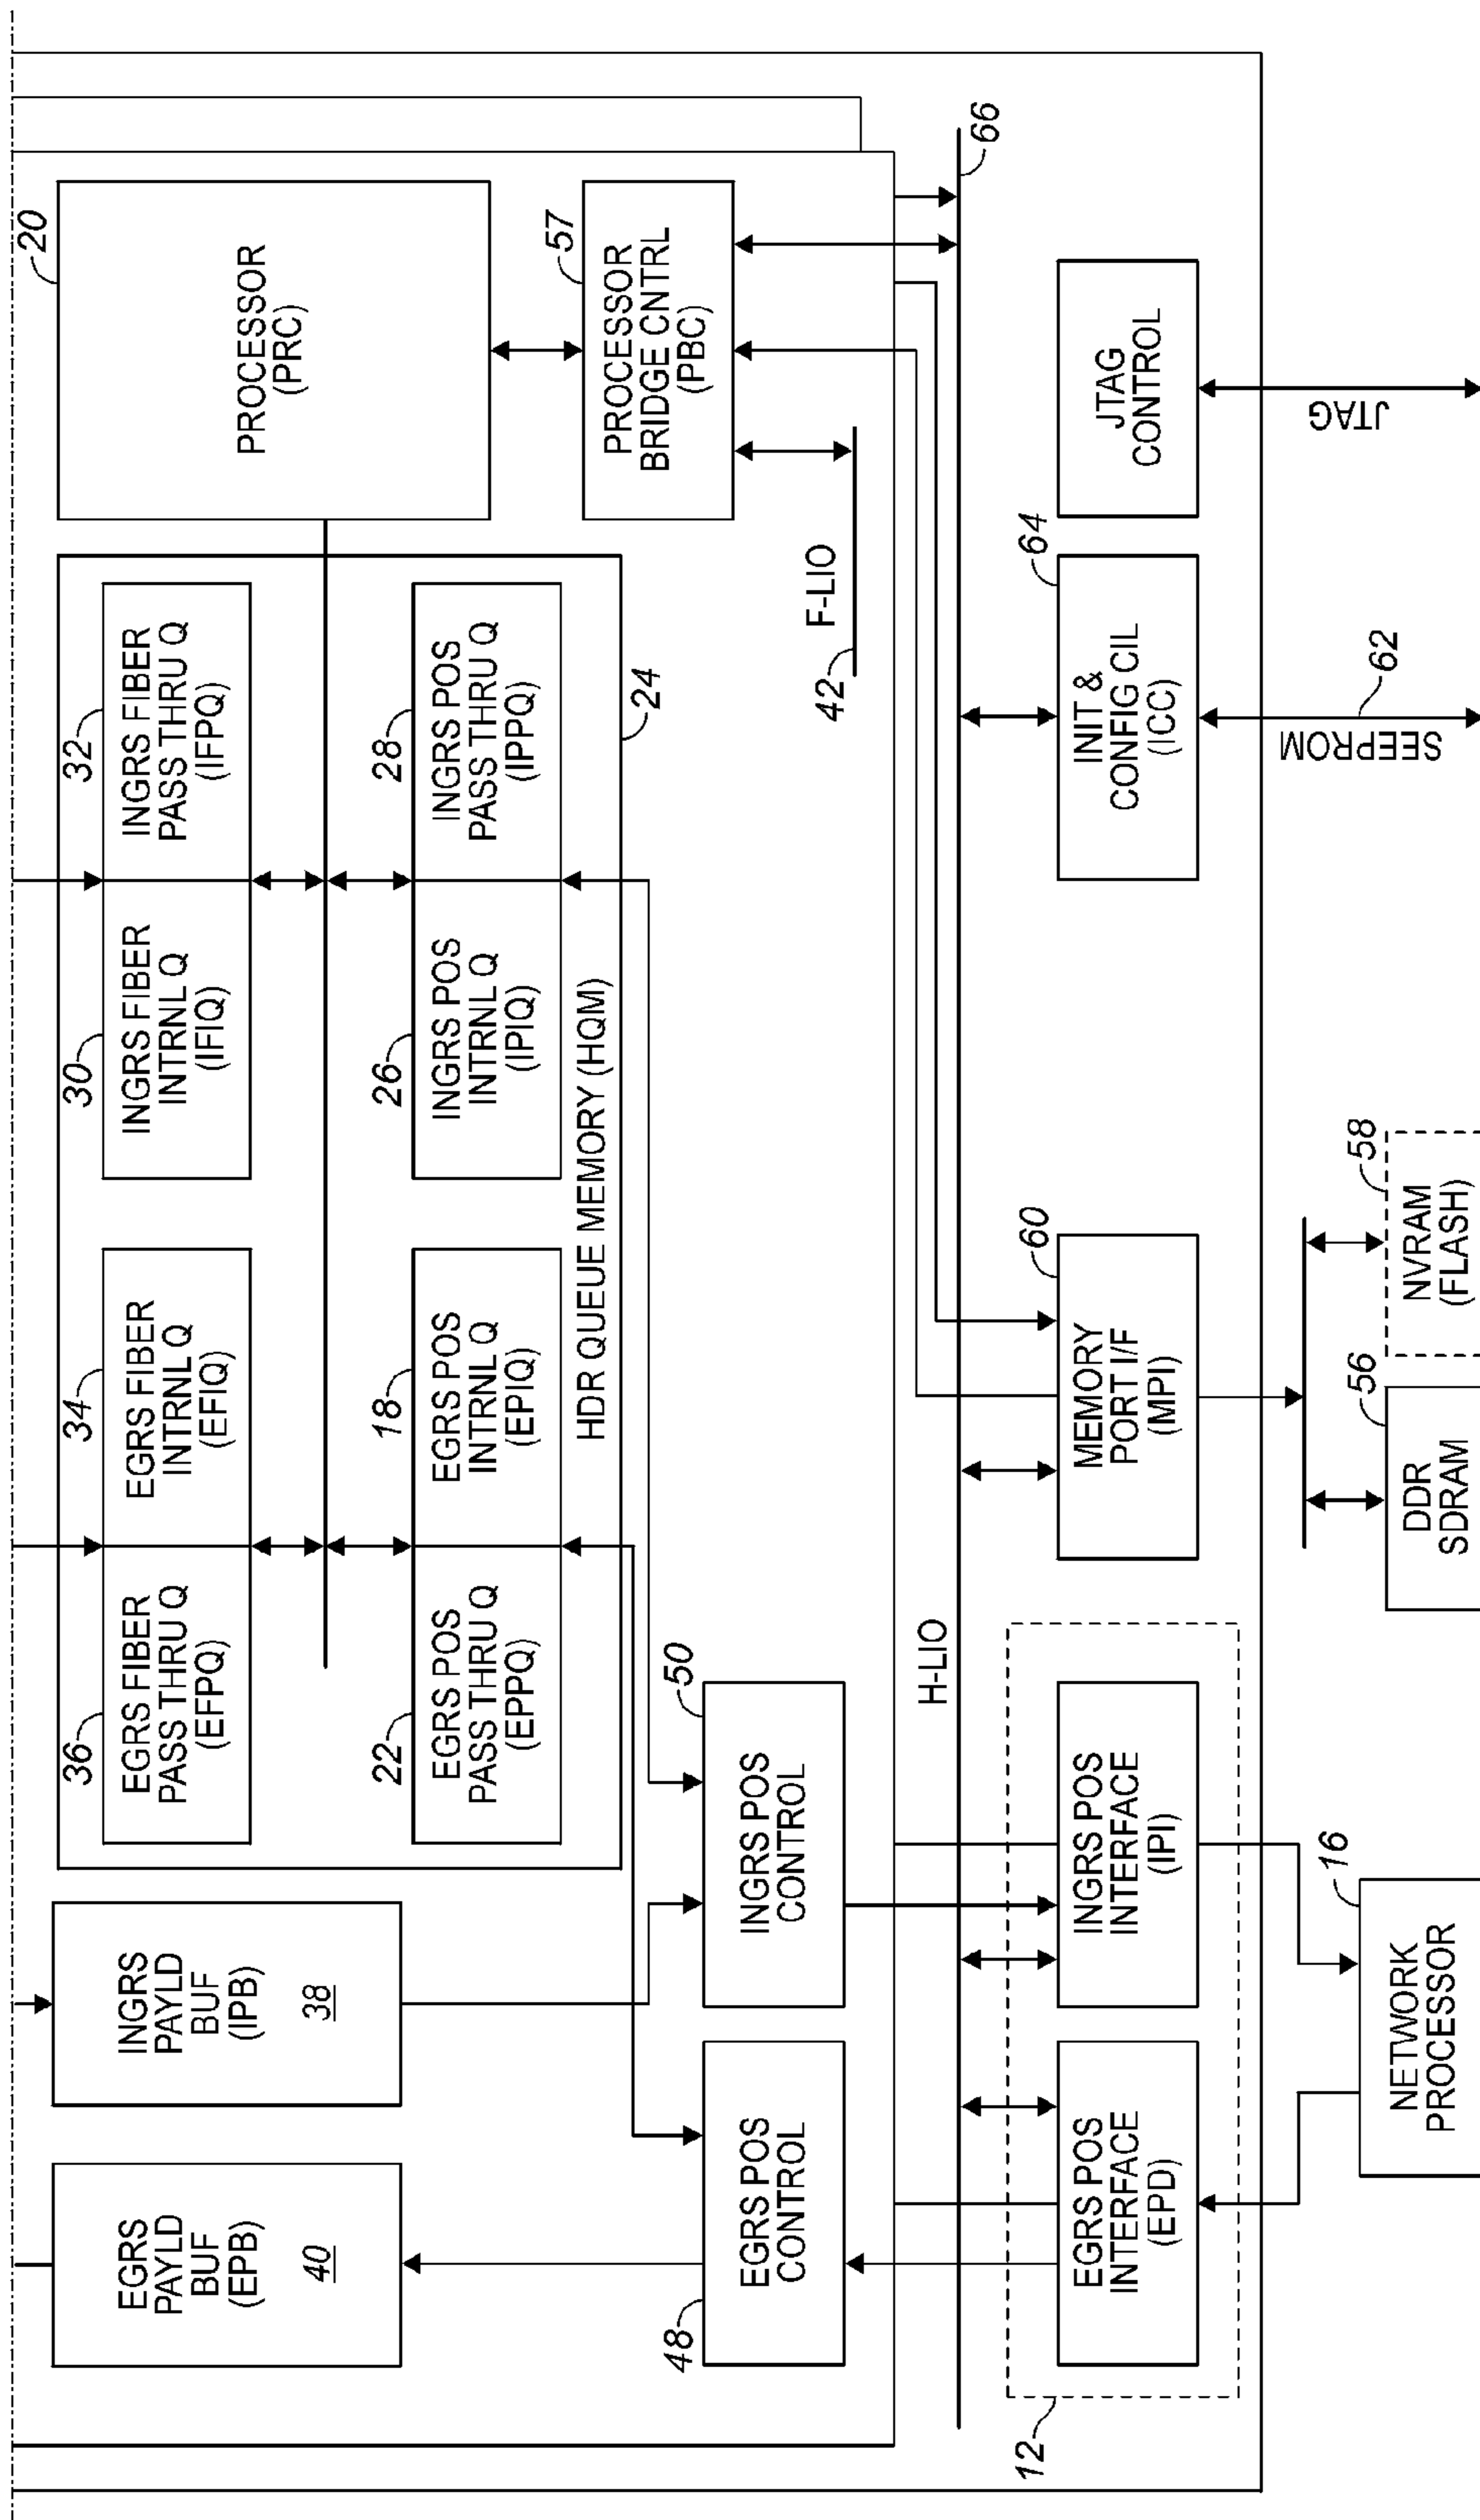 EGRS
PAYLD
BUF
(EPB)
40
INGRS
PAYLD
BUF
(IPB)
38
36
EGRS FIBER
PASS THRU Q
(EFPQ)
34
EGRS FIBER
INTRNL Q
(EFIQ)
30
INGRS FIBER
INTRNL Q
(IFIQ)
32
INGRS FIBER
PASS THRU Q
(IFPQ)
20
PROCESSOR
(PRC)
22
EGRS POS
PASS THRU Q
(EPPQ)
18
EGRS POS
INTRNL Q
(EPIQ)
26
INGRS POS
INTRNL Q
(IPIQ)
28
INGRS POS
PASS THRU Q
(IPPQ)
HDR QUEUE MEMORY (HQM)
24
57
PROCESSOR
BRIDGE CNTRL
(PBC)
48
EGRS POS
CONTROL
50
INGRS POS
CONTROL
42
F-LIO
H-LIO
66
12
EGRS POS
INTERFACE
(EPD)
INGRS POS
INTERFACE
(IPI)
60
MEMORY
PORT I/F
(MPI)
64
INIT &
CONFIG CIL
(ICC)
JTAG
CONTROL
16
NETWORK
PROCESSOR
56
DDR
SDRAM
58
NVRAM
(FLASH)
SEEPROM
62
JTAG